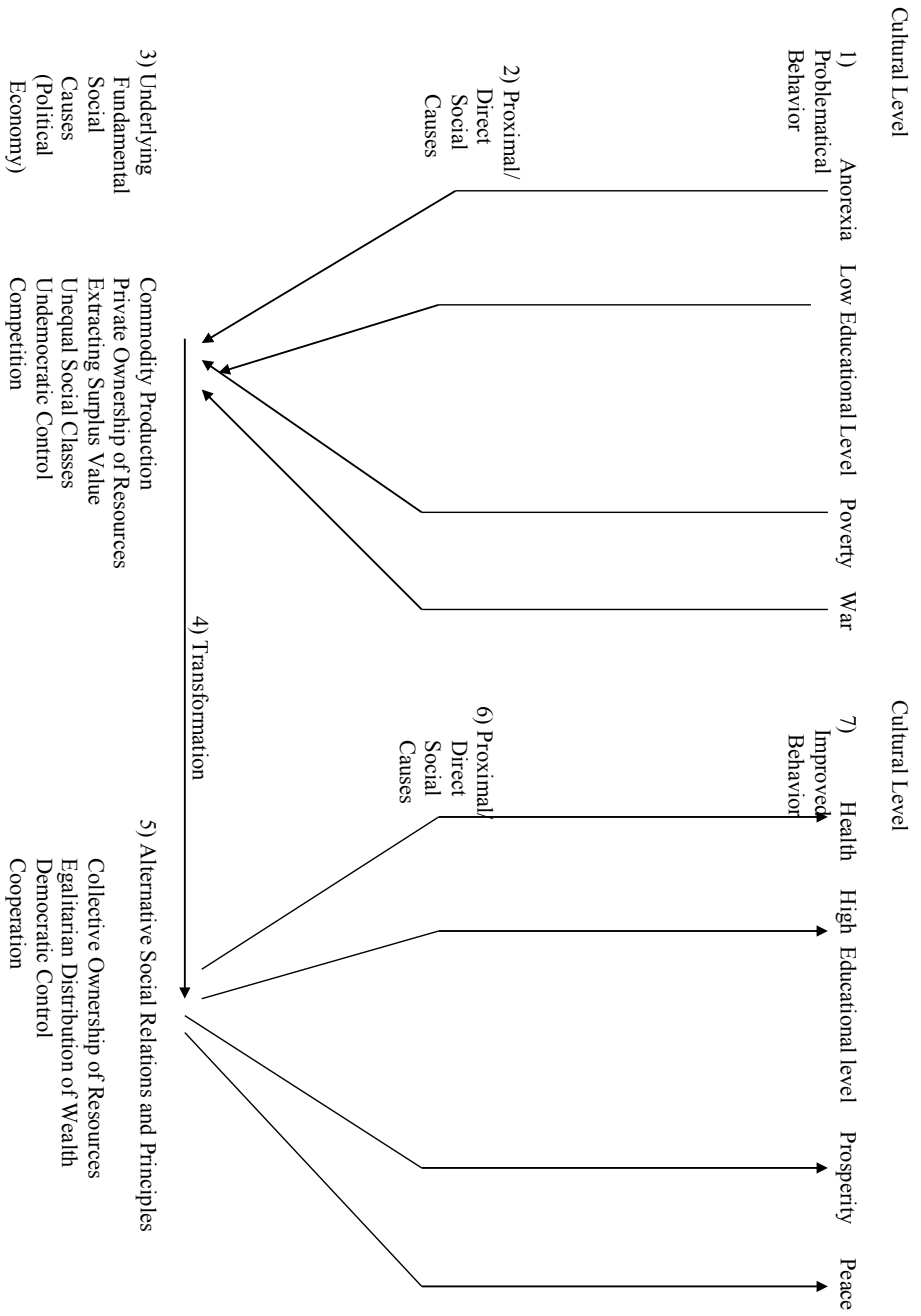 Cultural Level
Cultural Level
1)
Problematical
Behavior
Anorexia Low Educational Level Poverty War
7)
Improved
Behavior
Health High Educational level Prosperity Peace
2) Proximal/
Direct
Social
Causes
6) Proximal/
Direct
Social
Causes
4) Transformation
3) Underlying
Fundamental
Social
Causes
(Political
Economy)
Commodity Production
Private Ownership of Resources
Extracting Surplus Value
Unequal Social Classes
Undemocratic Control
Competition
5) Alternative Social Relations and Principles
Collective Ownership of Resources
Egalitarian Distribution of Wealth
Democratic Control
Cooperation